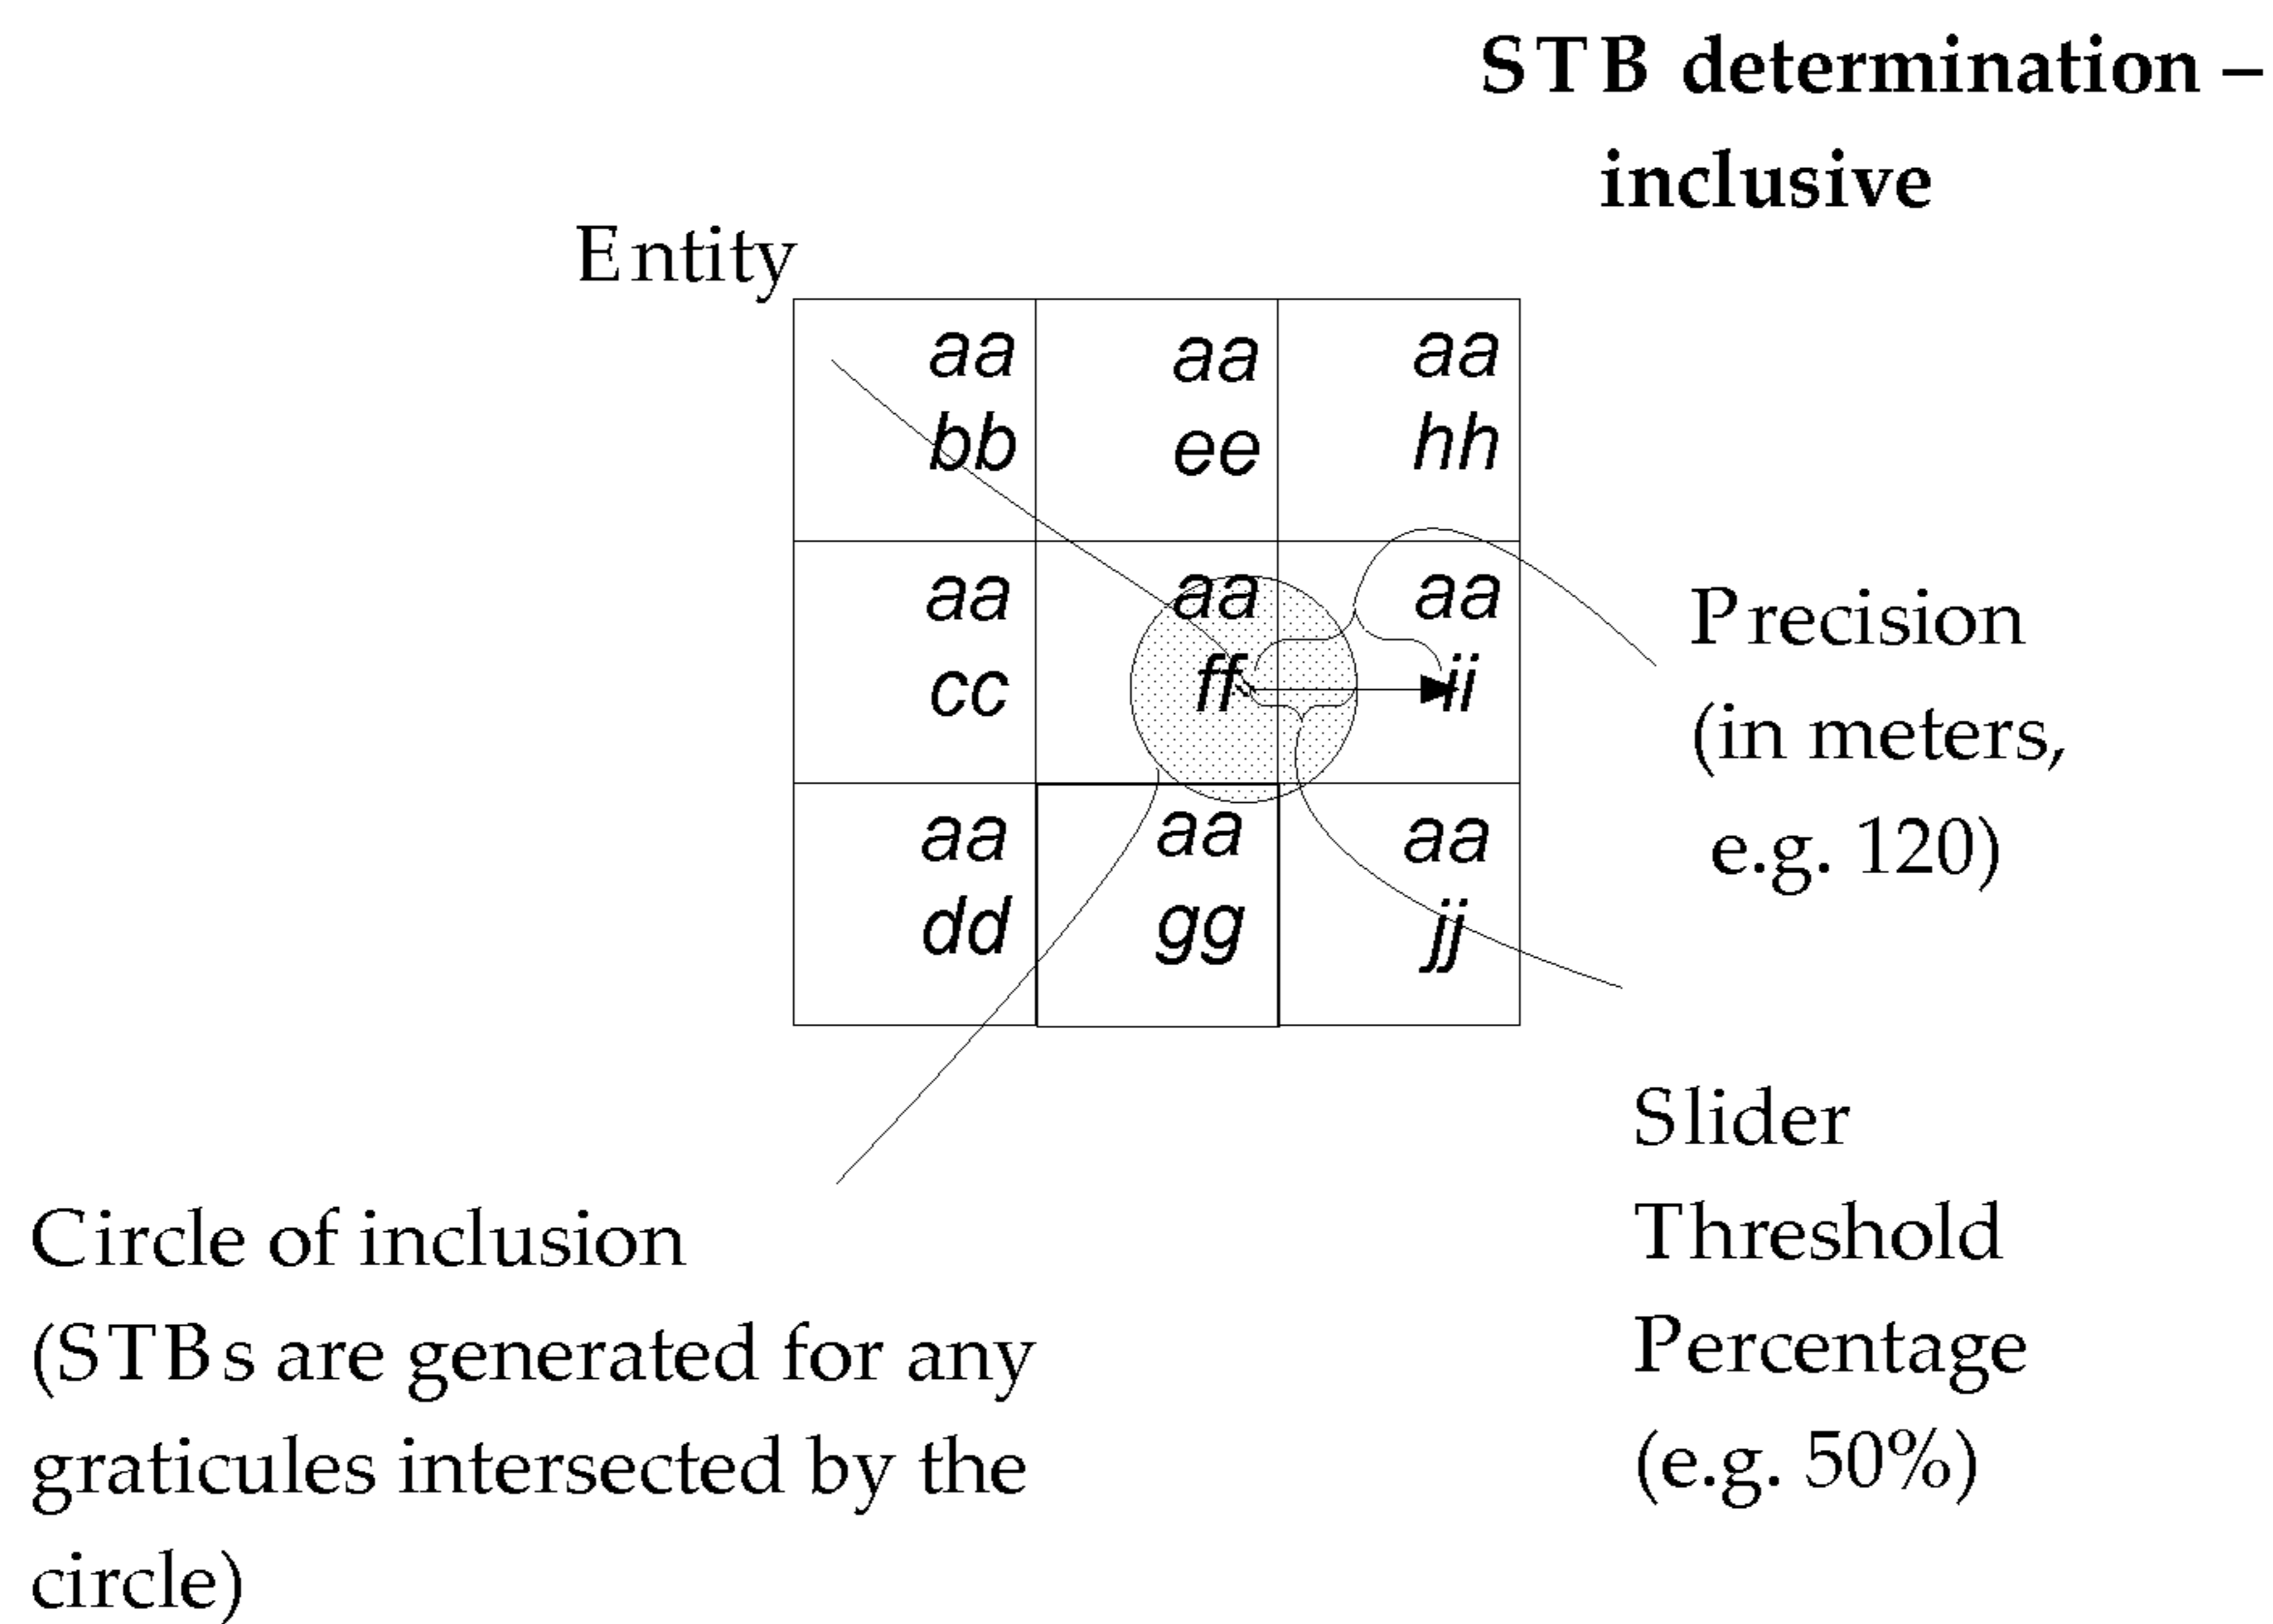 STB determination –
inclusive
Entity
aa
bb
aa
ee
aa
hh
aa
cc
aa
ff
aa
ii
aa
dd
aa
gg
aa
jj
Precision
(in meters,
e.g. 120)
Slider
Threshold
Percentage
(e.g. 50%)
Circle of inclusion
(STBs are generated for any
graticules intersected by the
circle)